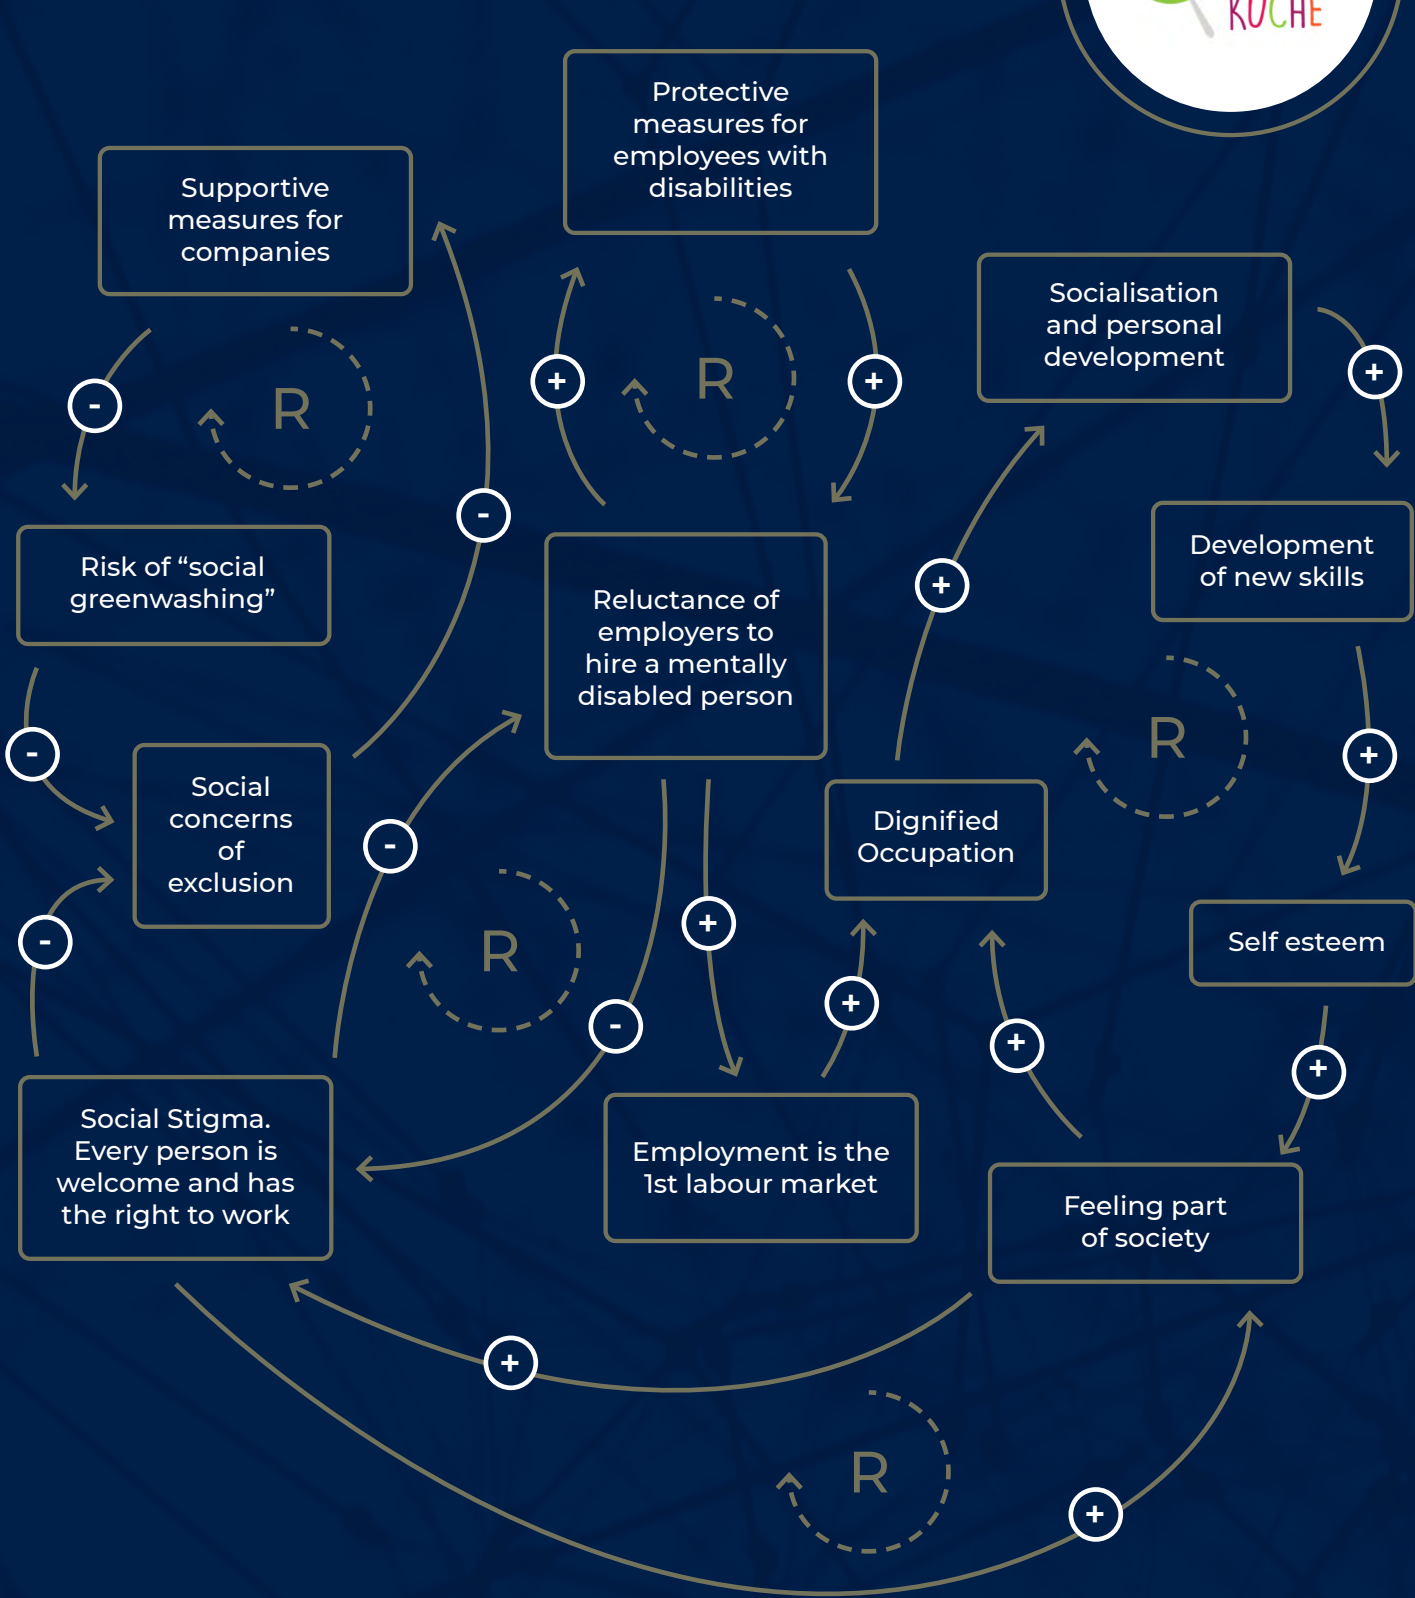 KÜCHE
Protective
measures for
employees with
disabilities
Supportive
measures for
companies
Socialisation
and personal
development
-
R
+
R
+
+
-
Risk of “social
greenwashing”
Reluctance of
employers to
hire a mentally
disabled person
+
Development
of new skills
-
Social
concerns
of
exclusion
-
R
+
Dignified
Occupation
R
+
-
-
+
+
Self esteem
+
+
Social Stigma.
Every person is
welcome and has
the right to work
Employment is the
1st labour market
Feeling part
of society
+
R
+